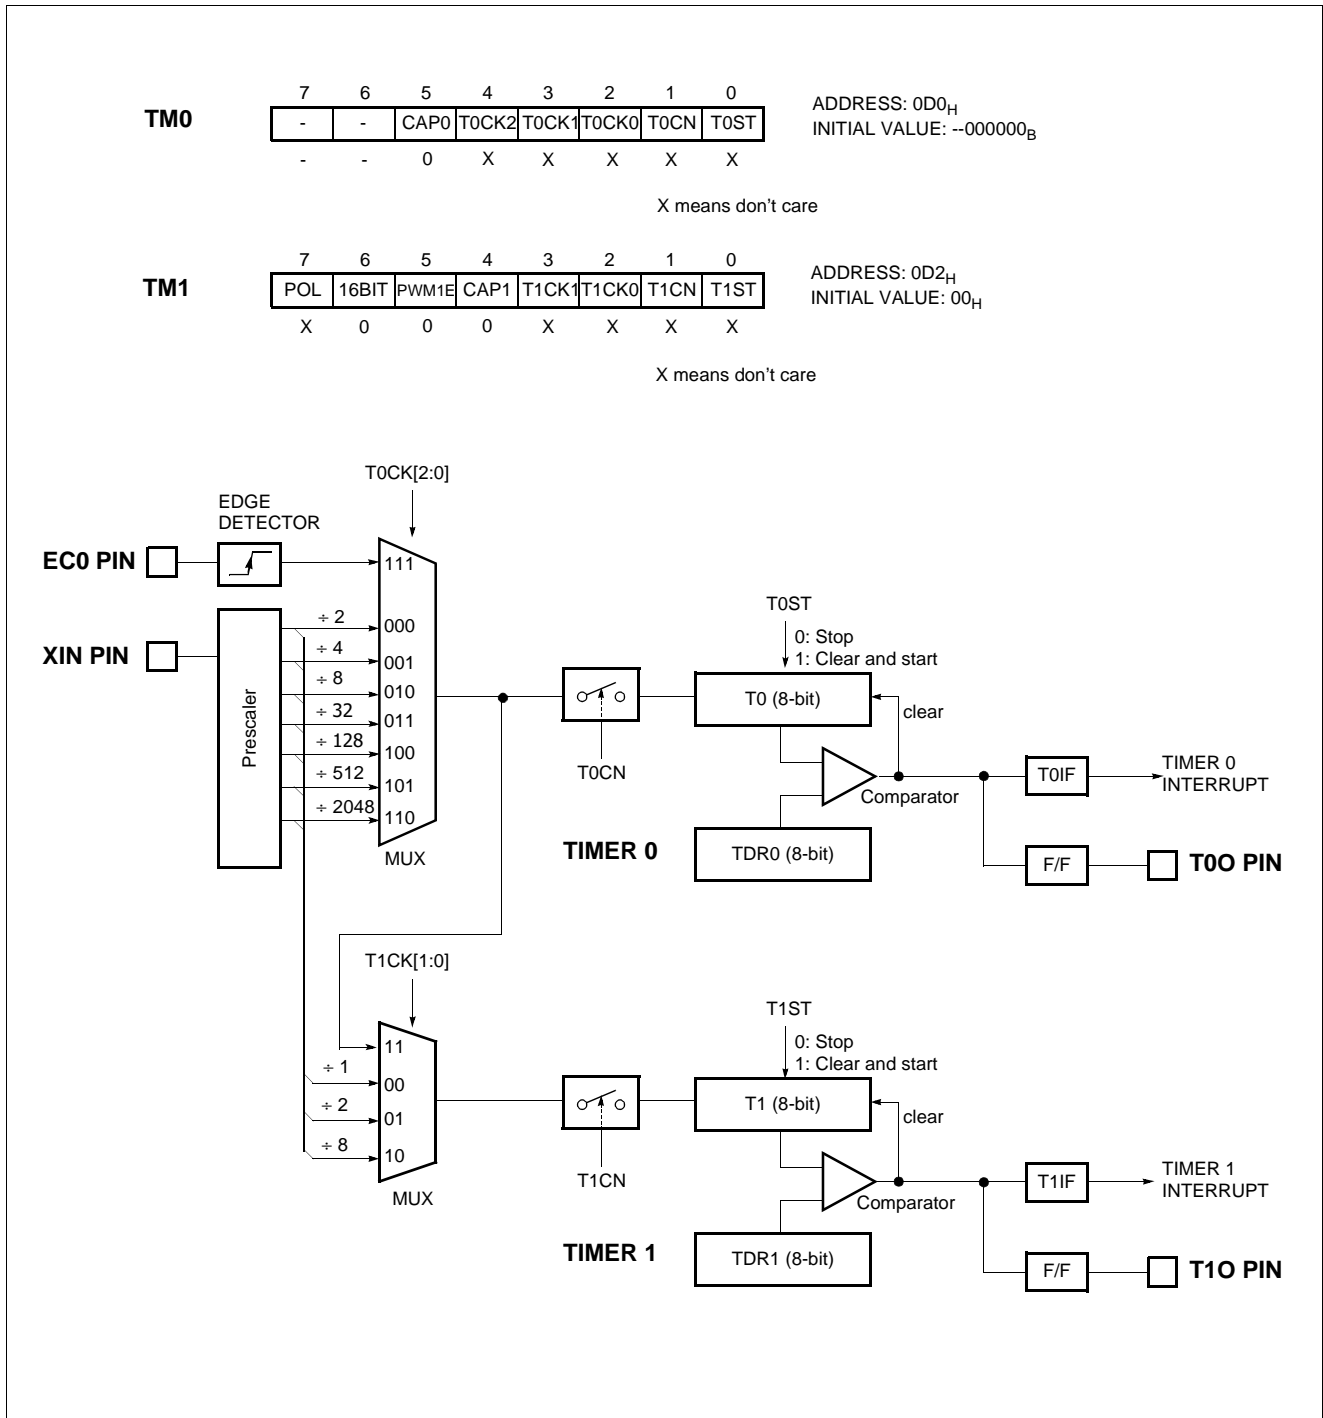 7 6 5 4 3 2 1 0
TM0 - - CAP0 T0CK2 T0CK1 T0CK0 T0CN T0ST
- - 0 X X X X X
ADDRESS: 0D0H
INITIAL VALUE: --000000B
X means don't care
7 6 5 4 3 2 1 0
TM1 POL 16BIT PWM1E CAP1 T1CK1 T1CK0 T1CN T1ST
X 0 0 0 X X X X
ADDRESS: 0D2H
INITIAL VALUE: 00H
X means don't care
T0CK[2:0]
EDGE
DETECTOR
EC0 PIN
111
XIN PIN
Prescaler
÷ 2
000
÷ 4
001
÷ 8
010
÷ 32
011
÷ 128
100
÷ 512
101
÷ 2048
110
MUX
T0CN
TIMER 0
T0ST
0: Stop
1: Clear and start
T0 (8-bit)
clear
Comparator
TDR0 (8-bit)
T0IF
TIMER 0
INTERRUPT
F/F
T0O PIN
T1CK[1:0]
11
÷ 1
00
÷ 2
01
÷ 8
10
MUX
T1CN
TIMER 1
T1ST
0: Stop
1: Clear and start
T1 (8-bit)
clear
Comparator
TDR1 (8-bit)
T1IF
TIMER 1
INTERRUPT
F/F
T1O PIN